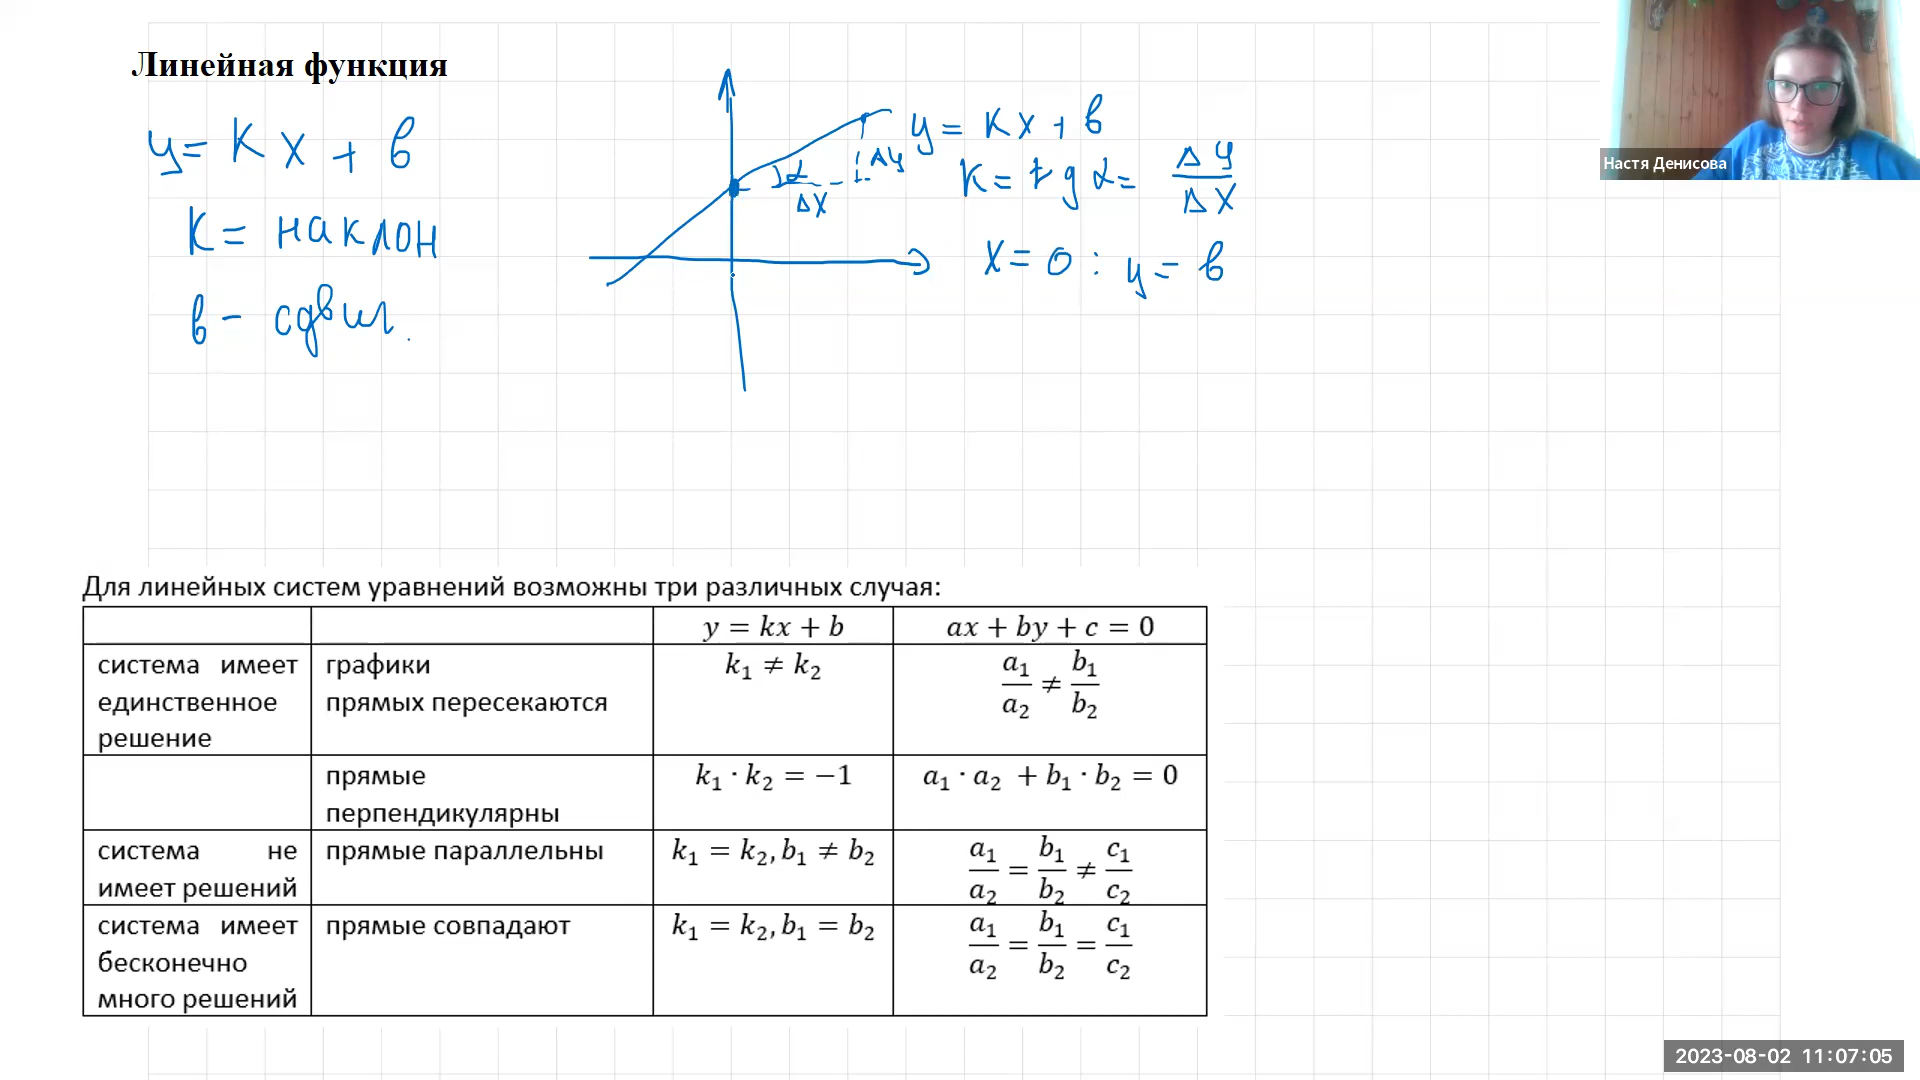 Линейная функция
y = kx + b
k = наклон
b - сдвиг.
α
Δy
Δx
y = kx + b
k = tg α = Δy/Δx
x = 0 : y = b
Настя Денисова
Для линейных систем уравнений возможны три различных случая:
y = kx + b
ax + by + c = 0
система имеет
единственное
решение
графики
прямых пересекаются
k₁ ≠ k₂
a₁/a₂ ≠ b₁/b₂
прямые
перпендикулярны
k₁ · k₂ = −1
a₁ · a₂ + b₁ · b₂ = 0
система не
имеет решений
прямые параллельны
k₁ = k₂, b₁ ≠ b₂
a₁/a₂ = b₁/b₂ ≠ c₁/c₂
система имеет
бесконечно
много решений
прямые совпадают
k₁ = k₂, b₁ = b₂
a₁/a₂ = b₁/b₂ = c₁/c₂
2023-08-02 11:07:05